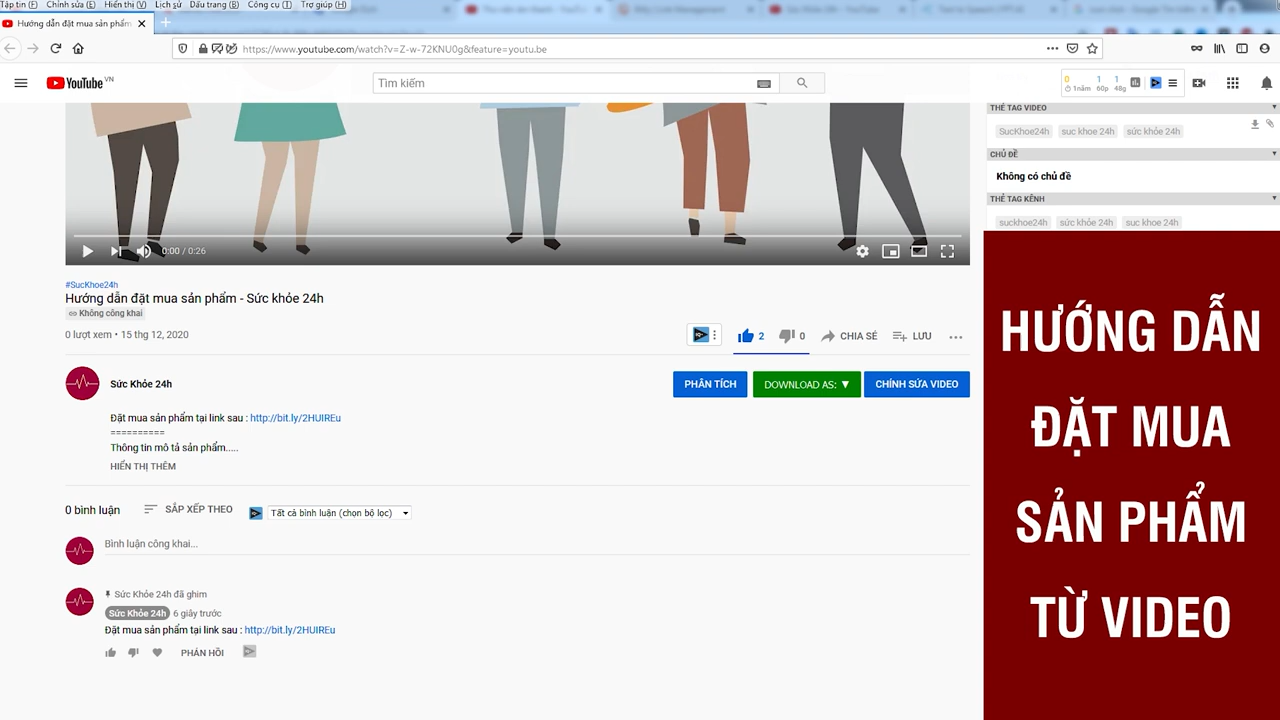 Tập tin (F) Chỉnh sửa (E) Hiển thị (V) Lịch sử Dấu trang (B) Công cụ (T) Trợ giúp (H)
Hướng dẫn đặt mua sản phẩm
https://www.youtube.com/watch?v=Z-w-72KNU0g&feature=youtu.be
YouTube VN
Tìm kiếm
0 1 1
1năm 60p 48g
THẺ TAG VIDEO
SucKhoe24h suc khoe 24h sức khỏe 24h
CHỦ ĐỀ
Không có chủ đề
THẺ TAG KÊNH
suckhoe24h sức khỏe 24h suc khoe 24h
0:00 / 0:26
#SucKhoe24h
Hướng dẫn đặt mua sản phẩm - Sức khỏe 24h
Không công khai
0 lượt xem • 15 thg 12, 2020
2 0 CHIA SẺ LƯU
Sức Khỏe 24h
PHÂN TÍCH DOWNLOAD AS: ▼ CHỈNH SỬA VIDEO
Đặt mua sản phẩm tại link sau : http://bit.ly/2HUIREu
==========
Thông tin mô tả sản phẩm.....
HIỂN THỊ THÊM
0 bình luận SẮP XẾP THEO Tất cả bình luận (chọn bộ lọc)
Bình luận công khai...
Sức Khỏe 24h đã ghim
Sức Khỏe 24h 6 giây trước
Đặt mua sản phẩm tại link sau : http://bit.ly/2HUIREu
PHẢN HỒI
HƯỚNG DẪN
ĐẶT MUA
SẢN PHẨM
TỪ VIDEO